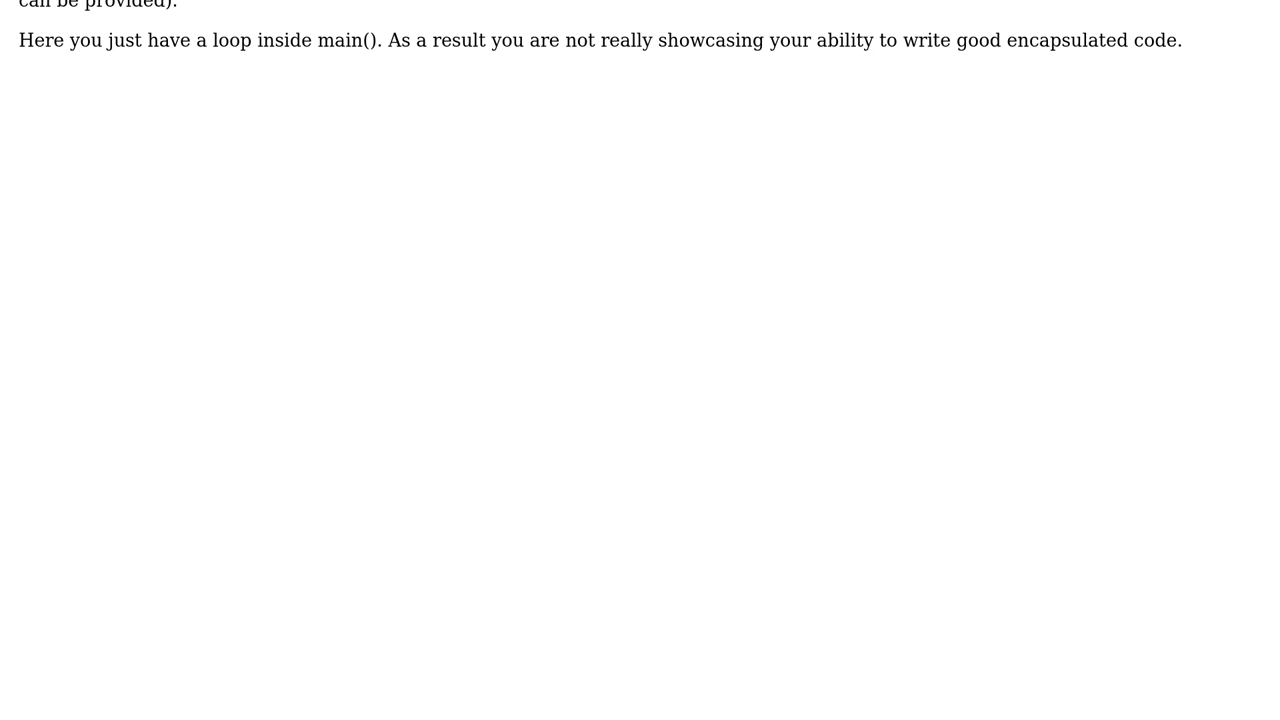 can be provided).
Here you just have a loop inside main(). As a result you are not really showcasing your ability to write good encapsulated code.